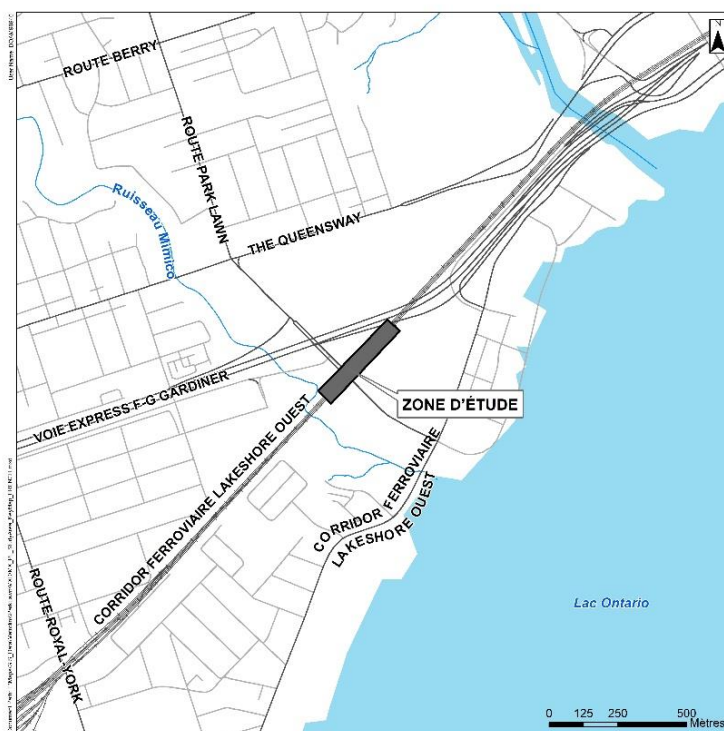 N
ROUTE BERRY
ROUTE PARK LAWN
Ruisseau Mimico
THE QUEENSWAY
VOIE EXPRESS F-G GARDINER
ZONE D'ÉTUDE
CORRIDOR FERROVIAIRE LAKESHORE OUEST
CORRIDOR FERROVIAIRE
LAKESHORE OUEST
ROUTE ROYAL YORK
Lac Ontario
0 125 250 500
Mètres